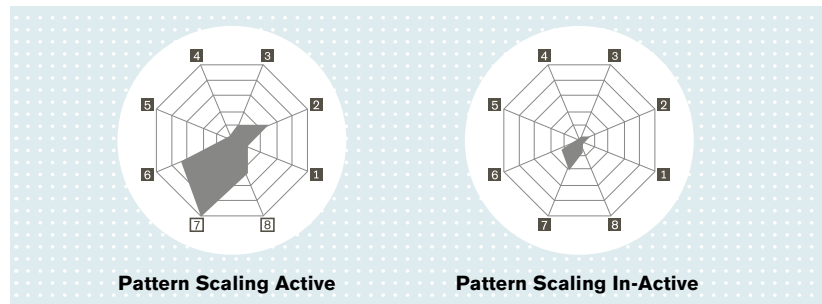 4 3 4 3
5 2 5 2
6 1 6 1
7 8 7 8
Pattern Scaling Active Pattern Scaling In-Active